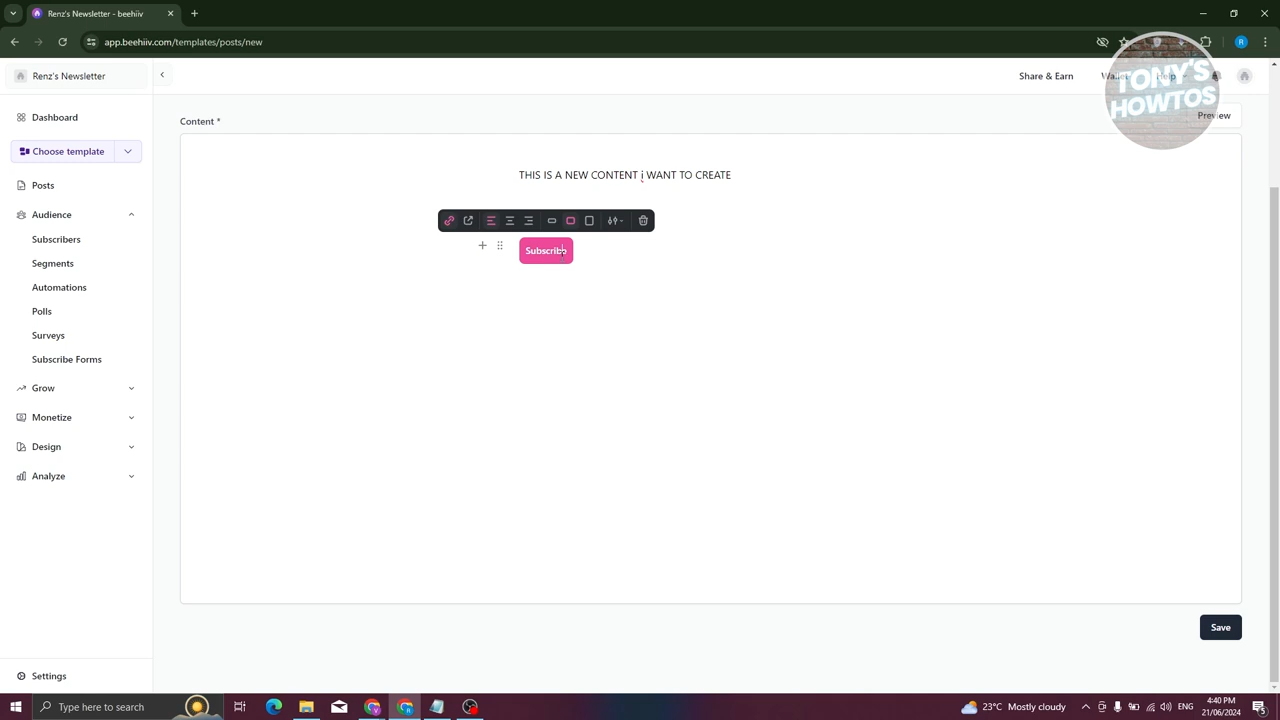 Renz's Newsletter - beehiiv
app.beehiiv.com/templates/posts/new
R
Renz's Newsletter
Share & Earn
Wallet
Help
TONY'S
HOWTOS
Dashboard
Choose template
Posts
Audience
Subscribers
Segments
Automations
Polls
Surveys
Subscribe Forms
Grow
Monetize
Design
Analyze
Settings
Content *
Preview
THIS IS A NEW CONTENT i WANT TO CREATE
Subscribe
Save
Type here to search
23°C Mostly cloudy
ENG
4:40 PM
21/06/2024
5